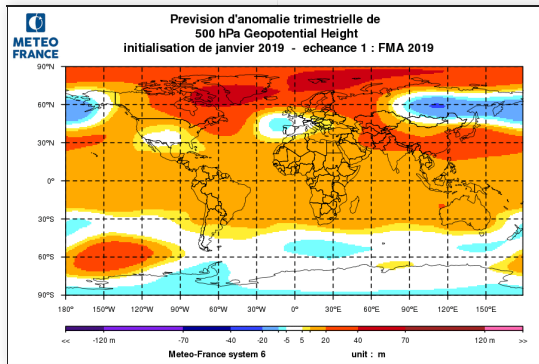 METEO
FRANCE
Prevision d'anomalie trimestrielle de
500 hPa Geopotential Height
initialisation de janvier 2019 - echeance 1 : FMA 2019
90°N
60°N
30°N
0°
30°S
60°S
90°S
180° 150°W 120°W 90°W 60°W 30°W 0°E 30°E 60°E 90°E 120°E 150°E
<< -120 m -70 -40 -20 -5 5 20 40 70 120 m >>
Meteo-France system 6 unit : m